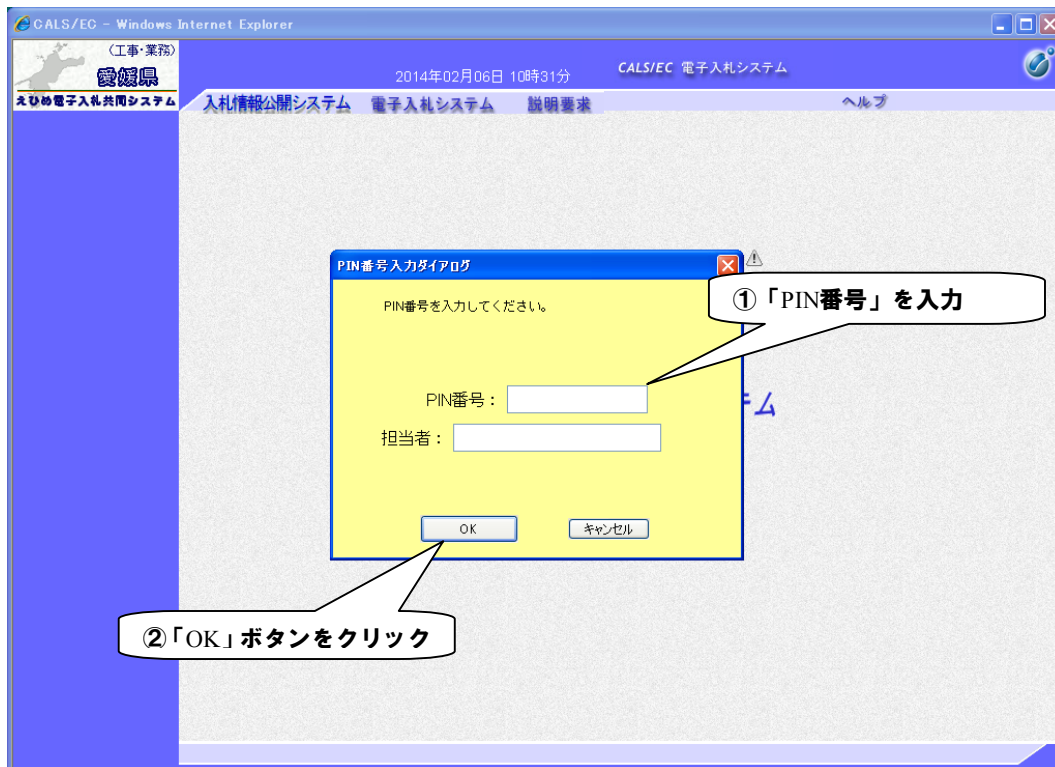 CALS/EC - Windows Internet Explorer
（工事・業務）
愛媛県
えひめ電子入札共同システム
2014年02月06日 10時31分
CALS/EC 電子入札システム
入札情報公開システム 電子入札システム 説明要求 ヘルプ
PIN番号入力ダイアログ
PIN番号を入力してください。
①「PIN番号」を入力
PIN番号：
テム
担当者：
OK キャンセル
②「OK」ボタンをクリック